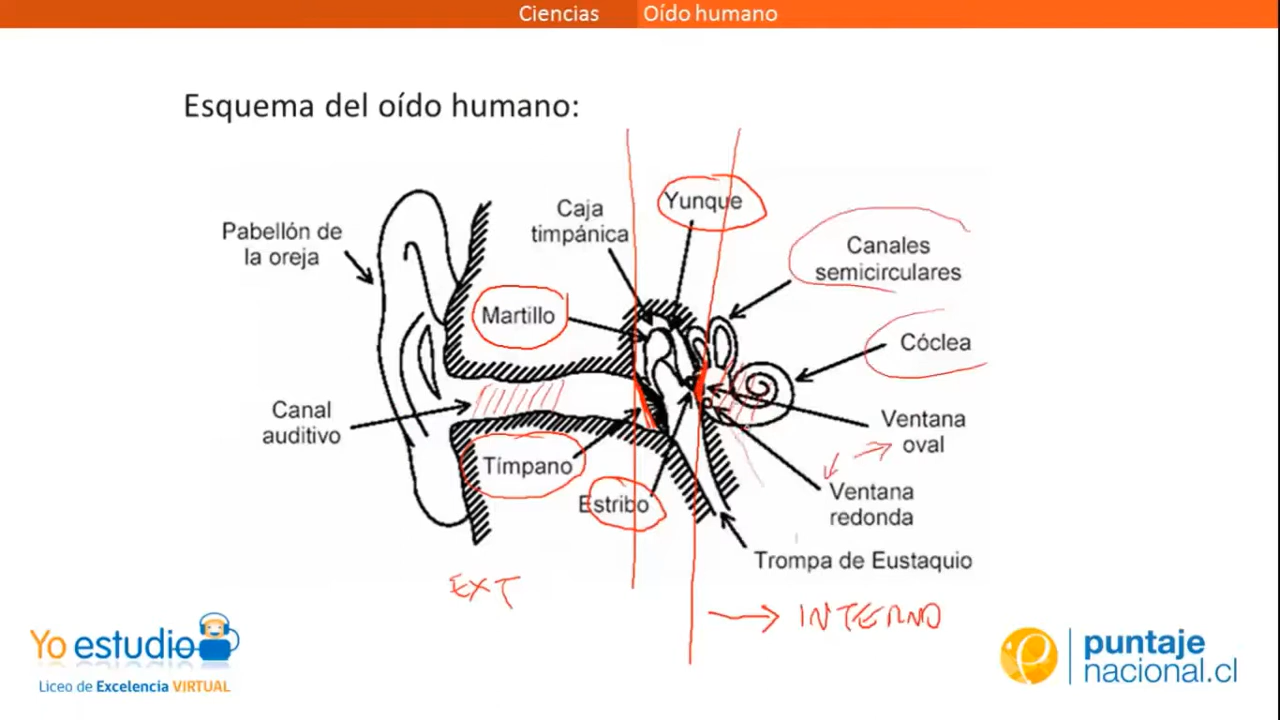 Ciencias Oído humano
Esquema del oído humano:
Yunque
Caja
timpánica
Pabellón de
la oreja
Canales
semicirculares
Martillo
Cóclea
Canal
auditivo
Ventana
oval
Tímpano
Estribo
Ventana
redonda
Trompa de Eustaquio
EXT
INTERNO
Yo estudio
Liceo de Excelencia VIRTUAL
puntaje
nacional.cl